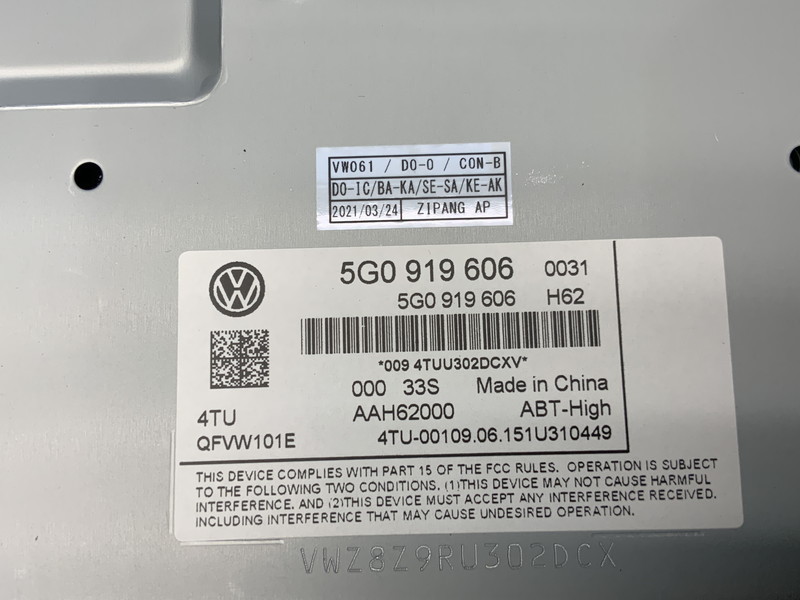 VW061 / DO-O / CON-B
DO-IC/BA-KA/SE-SA/KE-AK
2021/03/24 ZIPANG AP
5G0 919 606 0031
5G0 919 606 H62
*009 4TUU302DCXV*
000 33S Made in China
4TU AAH62000 ABT-High
QFVW101E 4TU-00109.06.151U310449
THIS DEVICE COMPLIES WITH PART 15 OF THE FCC RULES. OPERATION IS SUBJECT
TO THE FOLLOWING TWO CONDITIONS. (1)THIS DEVICE MAY NOT CAUSE HARMFUL
INTERFERENCE. AND (2)THIS DEVICE MUST ACCEPT ANY INTERFERENCE RECEIVED.
INCLUDING INTERFERENCE THAT MAY CAUSE UNDESIRED OPERATION.
VWZ8Z9RU302DCX